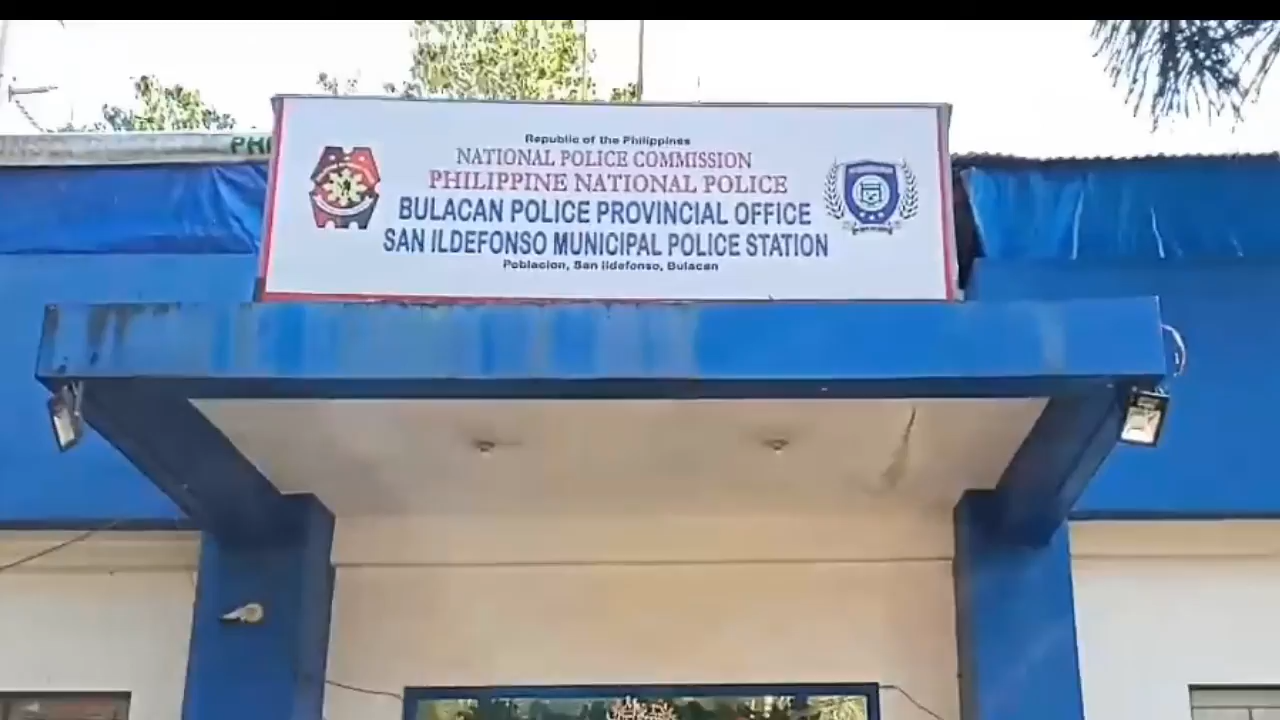 Republic of the Philippines
NATIONAL POLICE COMMISSION
PHILIPPINE NATIONAL POLICE
BULACAN POLICE PROVINCIAL OFFICE
SAN ILDEFONSO MUNICIPAL POLICE STATION
Poblacion, San Ildefonso, Bulacan